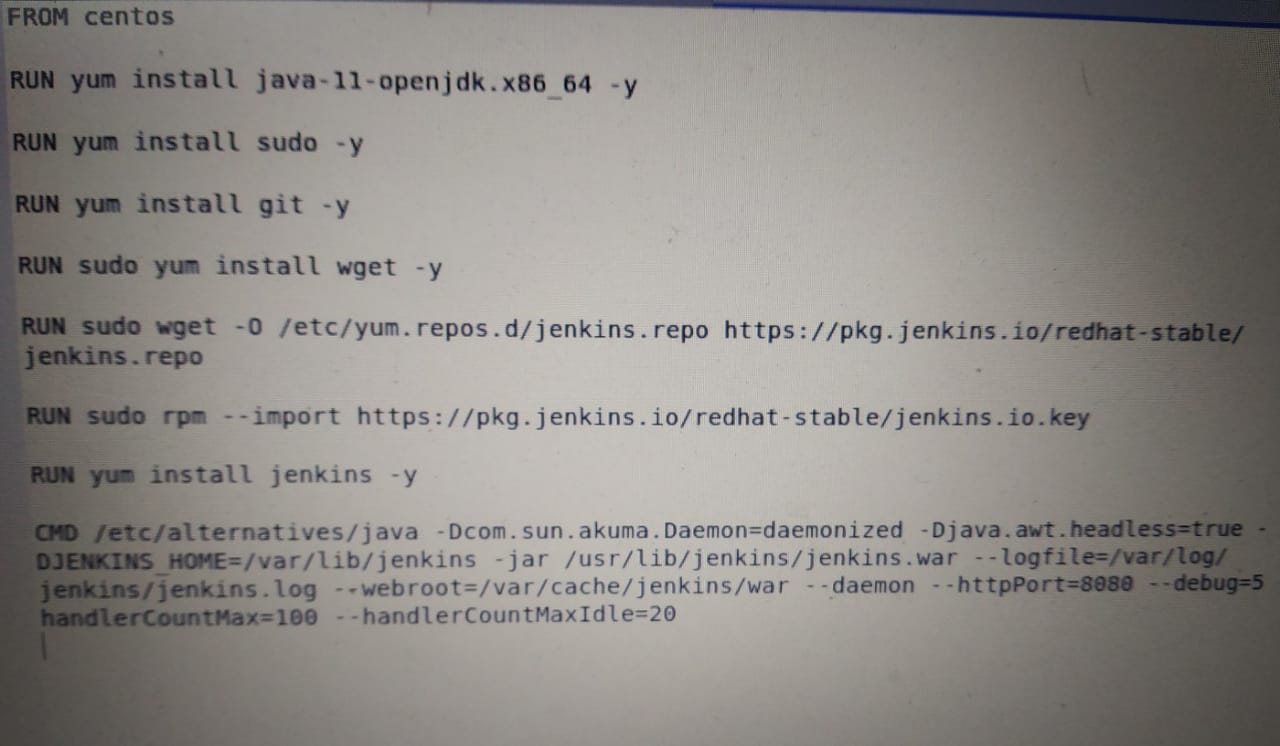 FROM centos
RUN yum install java-11-openjdk.x86_64 -y
RUN yum install sudo -y
RUN yum install git -y
RUN sudo yum install wget -y
RUN sudo wget -O /etc/yum.repos.d/jenkins.repo https://pkg.jenkins.io/redhat-stable/
jenkins.repo
RUN sudo rpm --import https://pkg.jenkins.io/redhat-stable/jenkins.io.key
RUN yum install jenkins -y
CMD /etc/alternatives/java -Dcom.sun.akuma.Daemon=daemonized -Djava.awt.headless=true -
DJENKINS_HOME=/var/lib/jenkins -jar /usr/lib/jenkins/jenkins.war --logfile=/var/log/
jenkins/jenkins.log --webroot=/var/cache/jenkins/war --daemon --httpPort=8080 --debug=5
handlerCountMax=100 --handlerCountMaxIdle=20